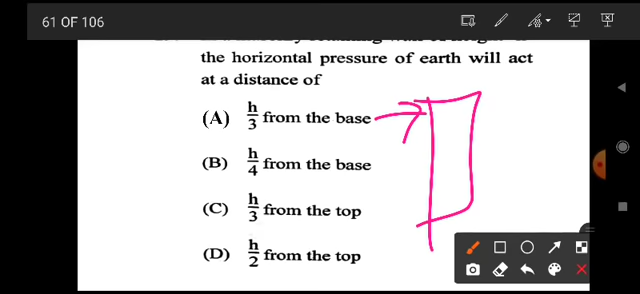 61 OF 106
the horizontal pressure of earth will act
at a distance of
(A) h/3 from the base
(B) h/4 from the base
(C) h/3 from the top
(D) h/2 from the top